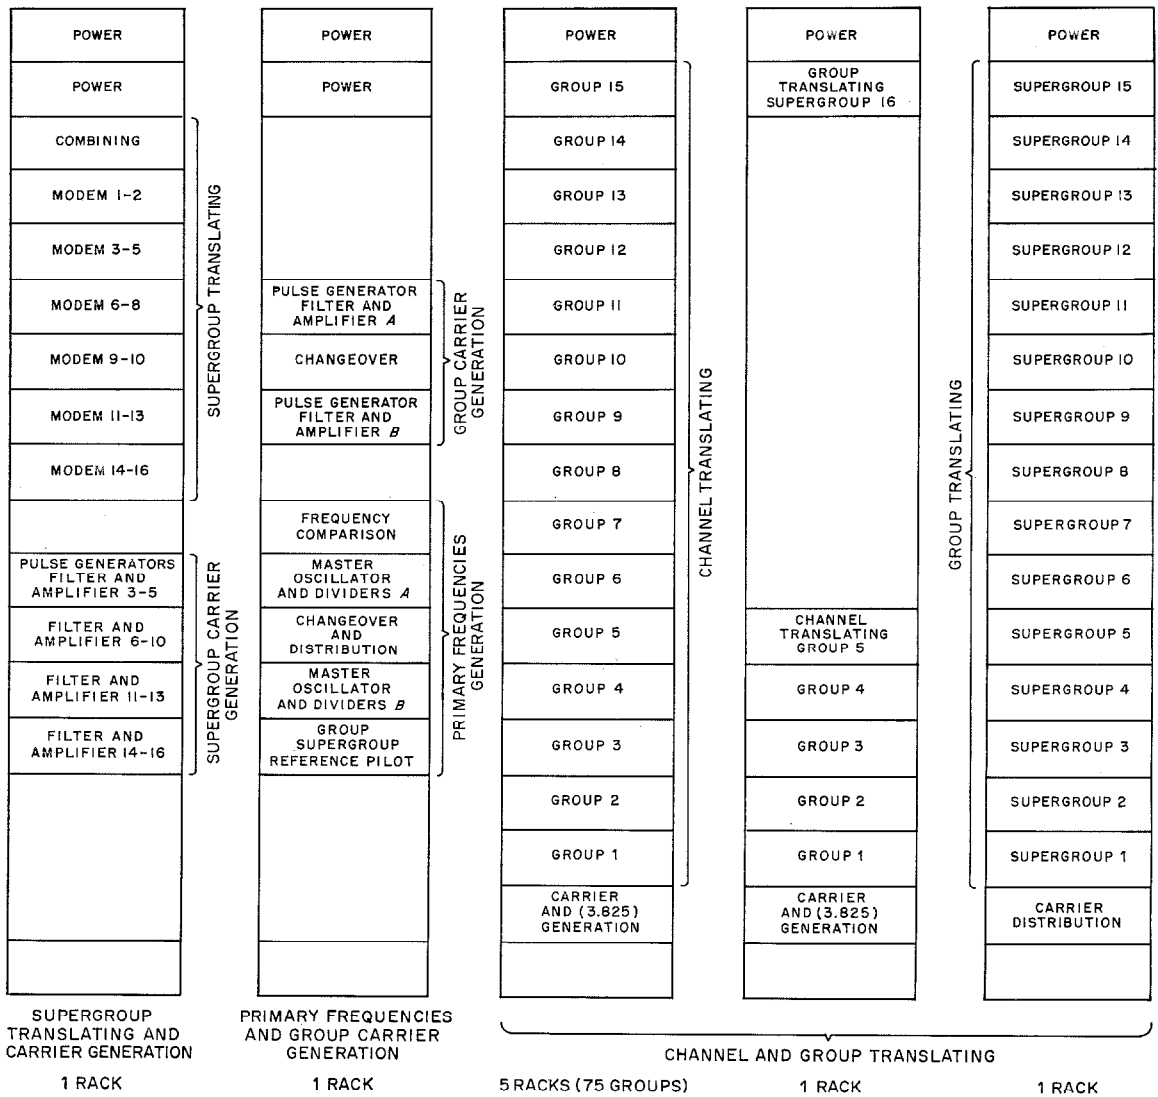 POWER
POWER
COMBINING
MODEM 1-2
MODEM 3-5
MODEM 6-8
MODEM 9-10
MODEM 11-13
MODEM 14-16
PULSE GENERATORS
FILTER AND
AMPLIFIER 3-5
FILTER AND
AMPLIFIER 6-10
FILTER AND
AMPLIFIER 11-13
FILTER AND
AMPLIFIER 14-16
SUPERGROUP TRANSLATING
SUPERGROUP CARRIER
GENERATION
SUPERGROUP
TRANSLATING AND
CARRIER GENERATION
1 RACK
POWER
POWER
PULSE GENERATOR
FILTER AND
AMPLIFIER A
CHANGEOVER
PULSE GENERATOR
FILTER AND
AMPLIFIER B
FREQUENCY
COMPARISON
MASTER
OSCILLATOR
AND DIVIDERS A
CHANGEOVER
AND
DISTRIBUTION
MASTER
OSCILLATOR
AND DIVIDERS B
GROUP
SUPERGROUP
REFERENCE PILOT
GROUP CARRIER
GENERATION
PRIMARY FREQUENCIES
GENERATION
PRIMARY FREQUENCIES
AND GROUP CARRIER
GENERATION
1 RACK
POWER
GROUP 15
GROUP 14
GROUP 13
GROUP 12
GROUP 11
GROUP 10
GROUP 9
GROUP 8
GROUP 7
GROUP 6
GROUP 5
GROUP 4
GROUP 3
GROUP 2
GROUP 1
CARRIER
AND (3.825)
GENERATION
CHANNEL TRANSLATING
5 RACKS (75 GROUPS)
POWER
GROUP
TRANSLATING
SUPERGROUP 16
CHANNEL
TRANSLATING
GROUP 5
GROUP 4
GROUP 3
GROUP 2
GROUP 1
CARRIER
AND (3.825)
GENERATION
1 RACK
GROUP TRANSLATING
POWER
SUPERGROUP 15
SUPERGROUP 14
SUPERGROUP 13
SUPERGROUP 12
SUPERGROUP 11
SUPERGROUP 10
SUPERGROUP 9
SUPERGROUP 8
SUPERGROUP 7
SUPERGROUP 6
SUPERGROUP 5
SUPERGROUP 4
SUPERGROUP 3
SUPERGROUP 2
SUPERGROUP 1
CARRIER
DISTRIBUTION
CHANNEL AND GROUP TRANSLATING
1 RACK